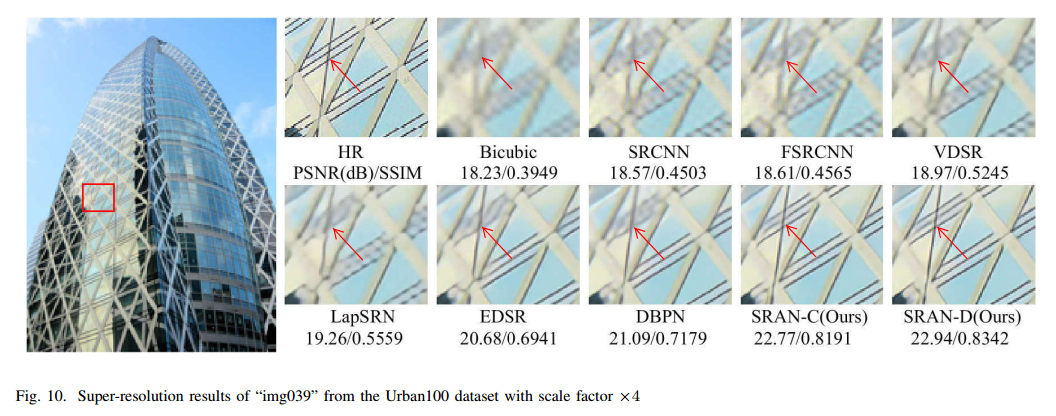 HR
PSNR(dB)/SSIM
Bicubic
18.23/0.3949
SRCNN
18.57/0.4503
FSRCNN
18.61/0.4565
VDSR
18.97/0.5245
LapSRN
19.26/0.5559
EDSR
20.68/0.6941
DBPN
21.09/0.7179
SRAN-C(Ours)
22.77/0.8191
SRAN-D(Ours)
22.94/0.8342
Fig. 10. Super-resolution results of “img039” from the Urban100 dataset with scale factor ×4